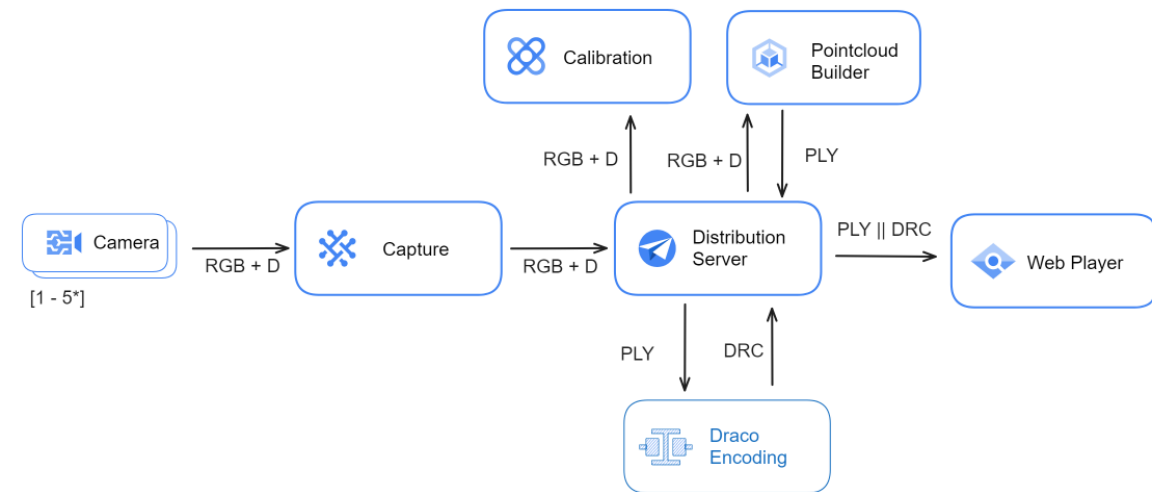 Calibration
Pointcloud
Builder
RGB + D
RGB + D
PLY
Camera
RGB + D
[1 - 5*]
Capture
RGB + D
Distribution
Server
PLY || DRC
Web Player
PLY
DRC
Draco
Encoding